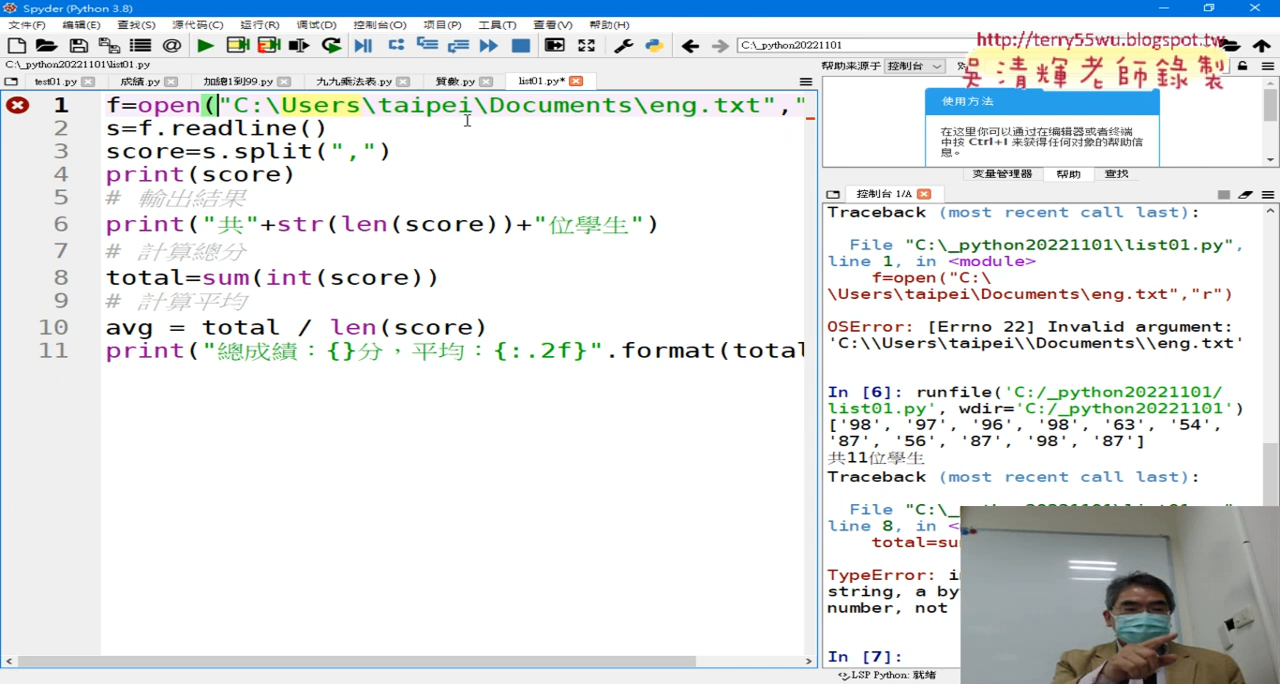 Spyder (Python 3.8)
文件(F) 编辑(E) 查找(S) 源代码(C) 运行(R) 调试(D) 控制台(O) 项目(P) 工具(T) 查看(V) 帮助(H)
C:\_python20221101
http://terry55wu.blogspot.tw
吳清輝老師錄製
C:\_python20221101\list01.py
帮助来源于 控制台
test01.py 成績.py 加總1到99.py 九九乘法表.py 質數.py list01.py*
1 f=open("C:\Users\taipei\Documents\eng.txt","
2 s=f.readline()
3 score=s.split(",")
4 print(score)
5 # 輸出結果
6 print("共"+str(len(score))+"位學生")
7 # 計算總分
8 total=sum(int(score))
9 # 計算平均
10 avg = total / len(score)
11 print("總成績：{}分，平均：{:.2f}".format(total
使用方法
在这里你可以通过在编辑器或者终端
中按 Ctrl+I 来获得任何对象的帮助信
息。
变量管理器 帮助 查找
控制台 1/A
Traceback (most recent call last):
File "C:\_python20221101\list01.py",
line 1, in <module>
f=open("C:\
\Users\taipei\Documents\eng.txt","r")
OSError: [Errno 22] Invalid argument:
'C:\\Users\taipei\\Documents\\eng.txt'
In [6]: runfile('C:/_python20221101/
list01.py', wdir='C:/_python20221101')
['98', '97', '96', '98', '63', '54',
'87', '56', '87', '98', '87']
共11位學生
Traceback (most recent call last):
File "C:\_
line 8, in <
total=su
TypeError: i
string, a by
number, not
In [7]:
LSP Python: 就绪